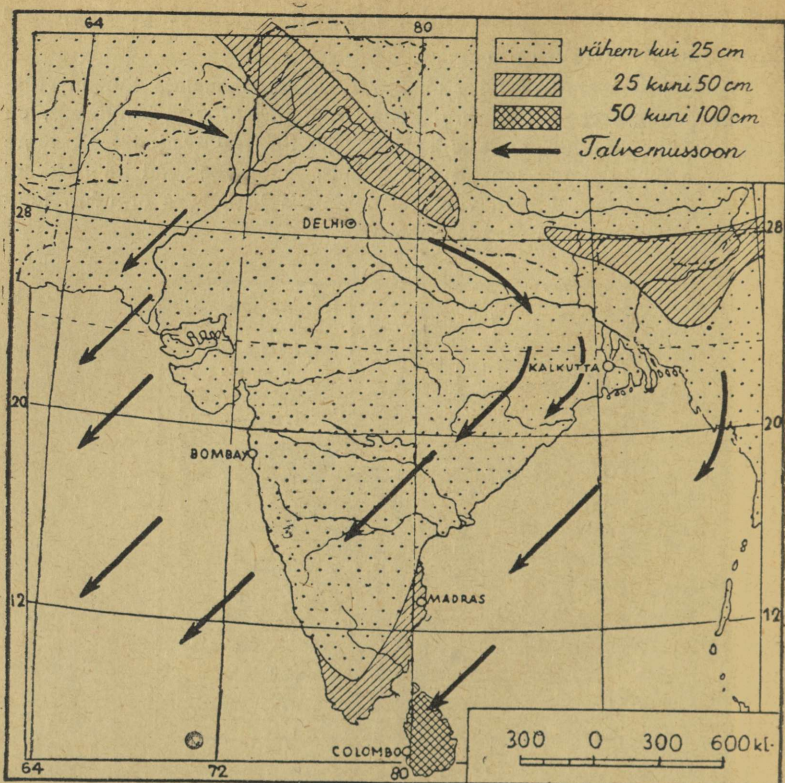 64
80
vähem kui 25 cm
25 kuni 50 cm
50 kuni 100 cm
Talvemussoon
28
DELHI
28
KALKUTTA
20
20
BOMBAY
12
MADRAS
12
COLOMBO
64
72
80
300 0 300 600